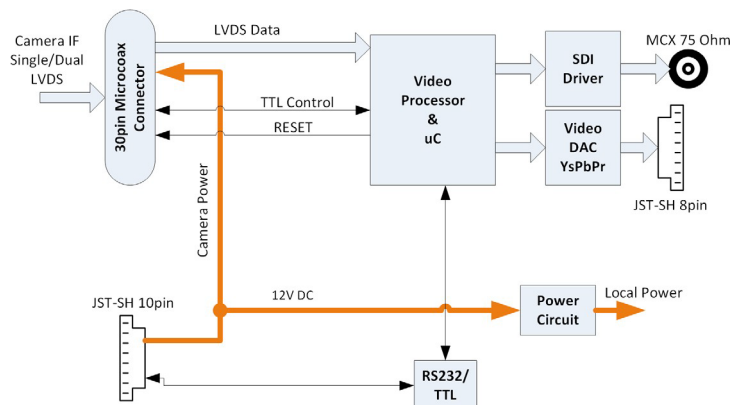 Camera IF
Single/Dual
LVDS
30pin Microcoax
Connector
LVDS Data
TTL Control
RESET
Camera Power
Video
Processor
&
uC
SDI
Driver
MCX 75 Ohm
Video
DAC
YsPbPr
JST-SH 8pin
JST-SH 10pin
12V DC
Power
Circuit
Local Power
RS232/
TTL